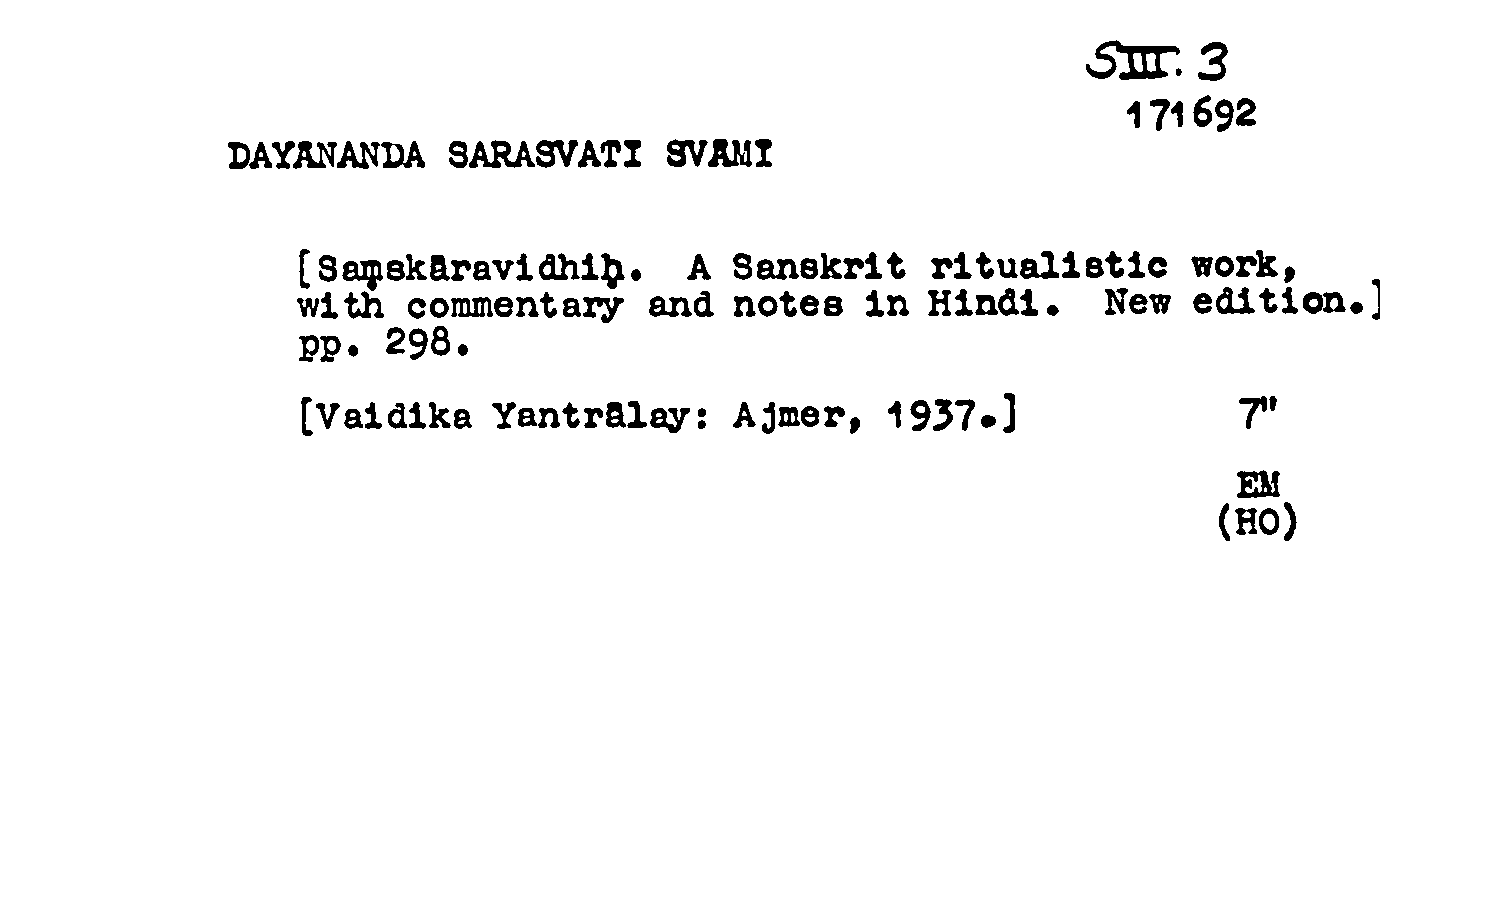 SIII. 3
171692
DAYĀNANDA SARASVATI SVĀMI
[Saṃskāravidhiḥ. A Sanskrit ritualistic work,
with commentary and notes in Hindi. New edition.]
pp. 298.
[Vaidika Yantrālay: Ajmer, 1937.] 7"
EM
(HO)